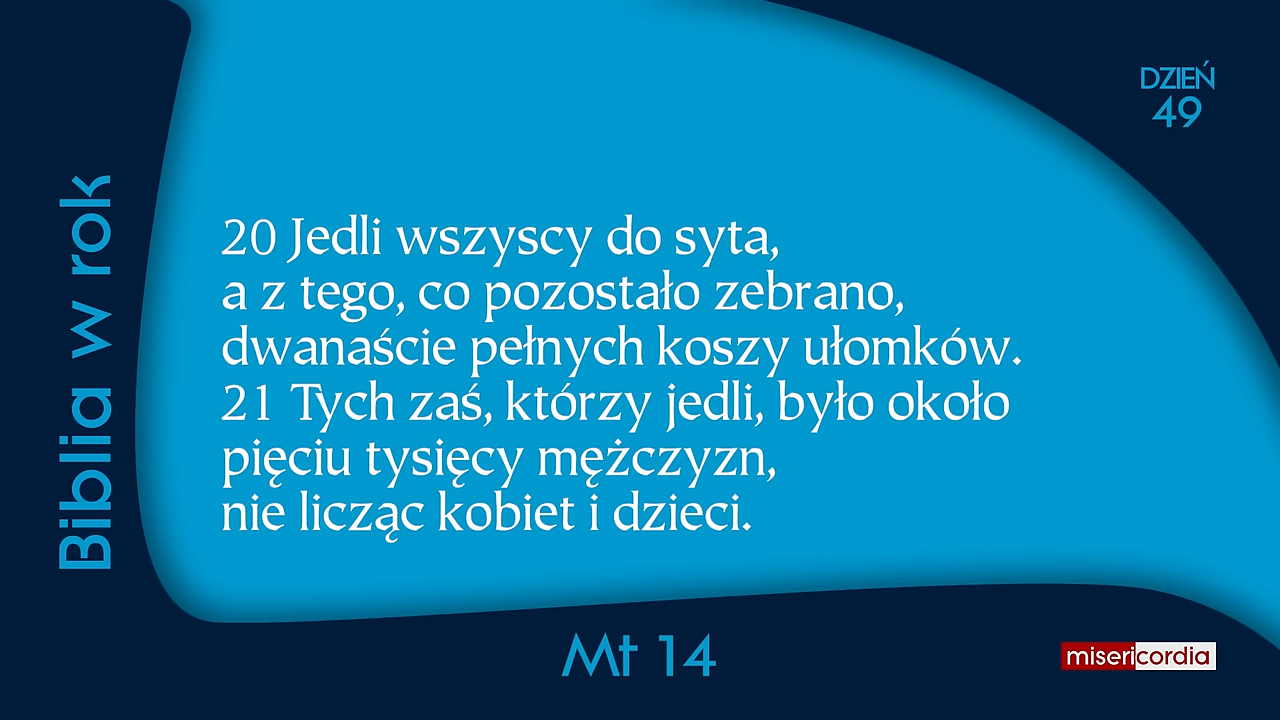 DZIEŃ
49
Biblia w rok
20 Jedli wszyscy do syta,
a z tego, co pozostało zebrano,
dwanaście pełnych koszy ułomków.
21 Tych zaś, którzy jedli, było około
pięciu tysięcy mężczyzn,
nie licząc kobiet i dzieci.
Mt 14
misericordia